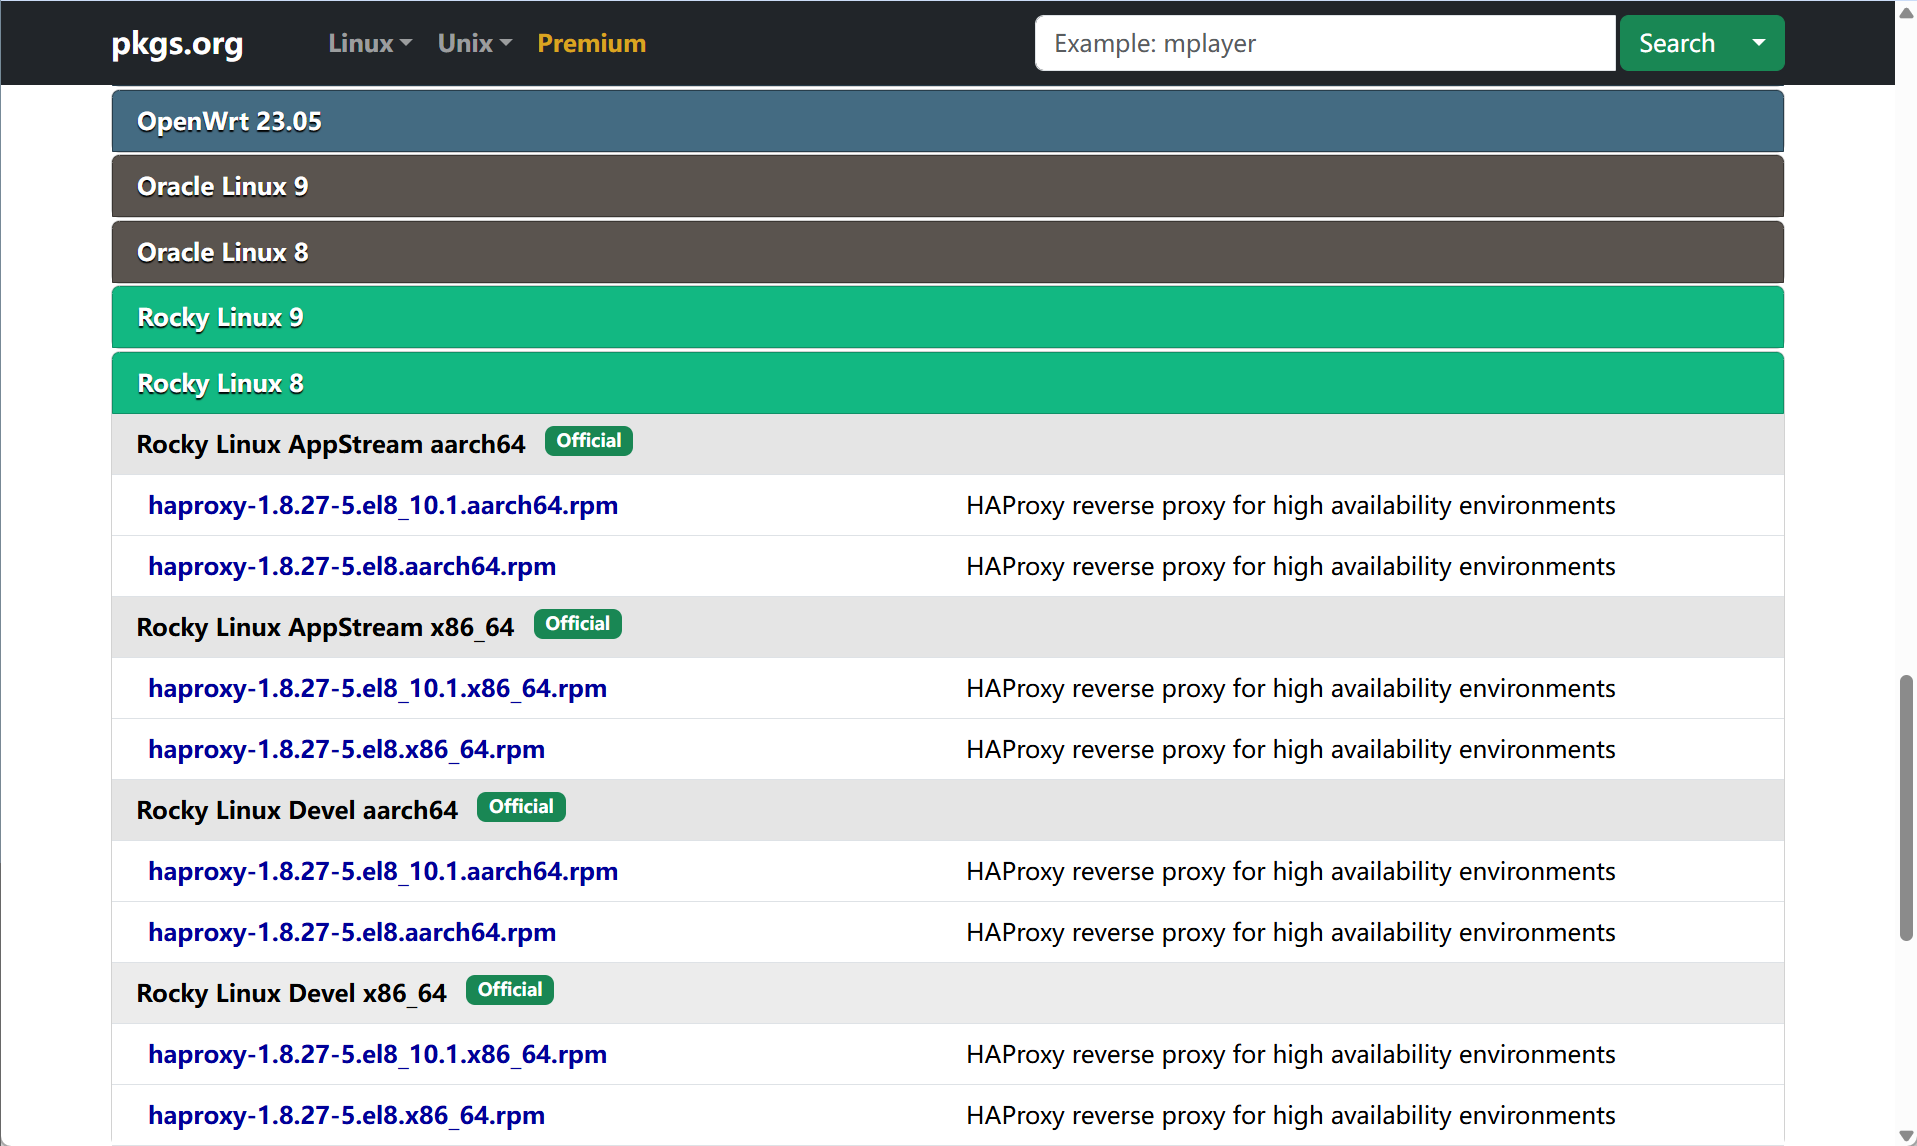 pkgs.org Linux Unix Premium Example: mplayer Search
OpenWrt 23.05
Oracle Linux 9
Oracle Linux 8
Rocky Linux 9
Rocky Linux 8
Rocky Linux AppStream aarch64 Official
haproxy-1.8.27-5.el8_10.1.aarch64.rpm HAProxy reverse proxy for high availability environments
haproxy-1.8.27-5.el8.aarch64.rpm HAProxy reverse proxy for high availability environments
Rocky Linux AppStream x86_64 Official
haproxy-1.8.27-5.el8_10.1.x86_64.rpm HAProxy reverse proxy for high availability environments
haproxy-1.8.27-5.el8.x86_64.rpm HAProxy reverse proxy for high availability environments
Rocky Linux Devel aarch64 Official
haproxy-1.8.27-5.el8_10.1.aarch64.rpm HAProxy reverse proxy for high availability environments
haproxy-1.8.27-5.el8.aarch64.rpm HAProxy reverse proxy for high availability environments
Rocky Linux Devel x86_64 Official
haproxy-1.8.27-5.el8_10.1.x86_64.rpm HAProxy reverse proxy for high availability environments
haproxy-1.8.27-5.el8.x86_64.rpm HAProxy reverse proxy for high availability environments